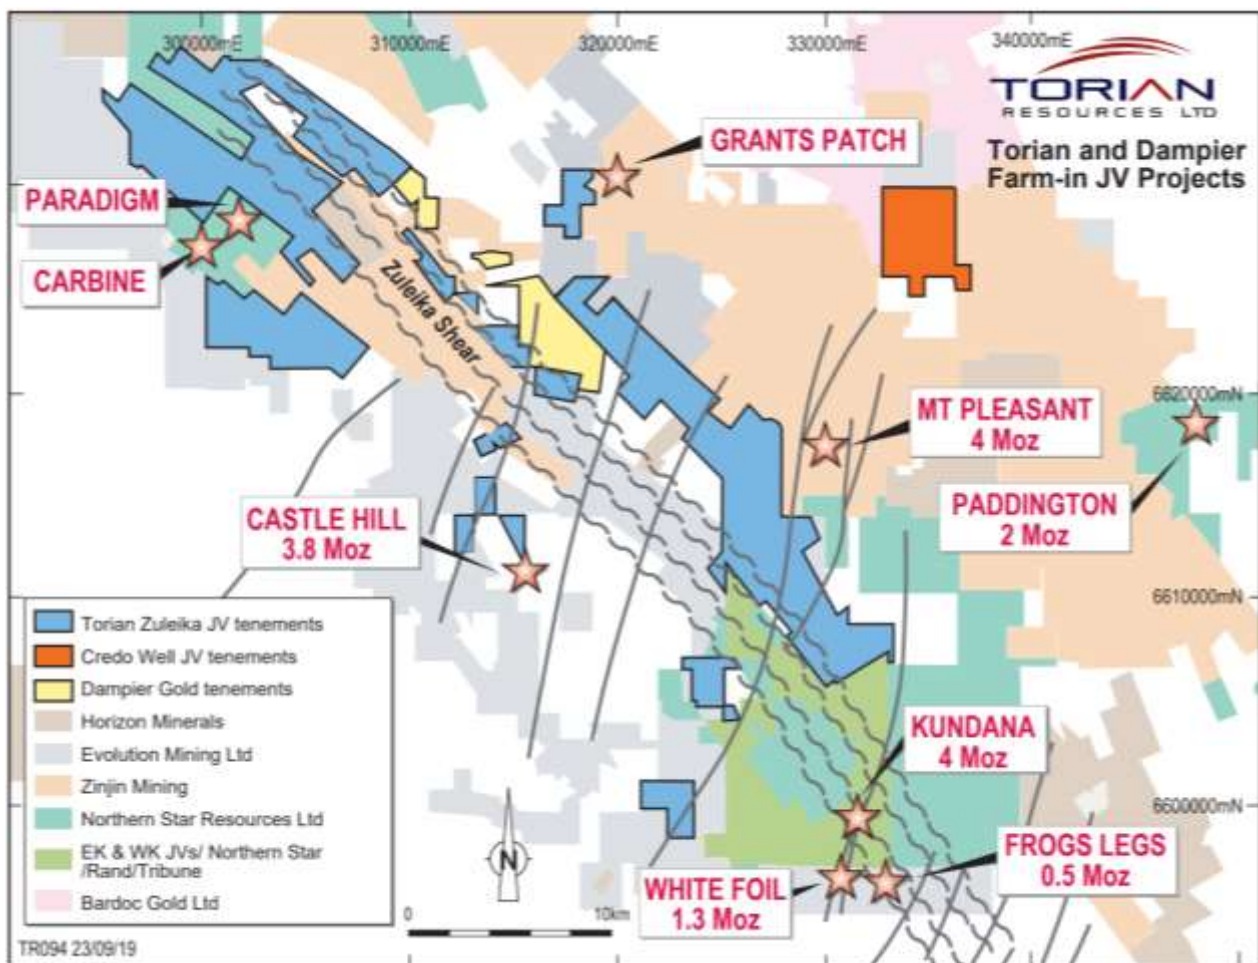 300000mE
310000mE
320000mE
330000mE
340000mE
TORIAN
RESOURCES LTD
Torian and Dampier
Farm-in JV Projects
GRANTS PATCH
PARADIGM
CARBINE
Zuleika Shear
6620000mN
MT PLEASANT
4 Moz
PADDINGTON
2 Moz
CASTLE HILL
3.8 Moz
6610000mN
Torian Zuleika JV tenements
Credo Well JV tenements
Dampier Gold tenements
Horizon Minerals
Evolution Mining Ltd
Zinjin Mining
Northern Star Resources Ltd
EK & WK JVs/ Northern Star
/Rand/Tribune
Bardoc Gold Ltd
KUNDANA
4 Moz
6600000mN
FROGS LEGS
0.5 Moz
WHITE FOIL
1.3 Moz
N
0
10km
TR094 23/09/19